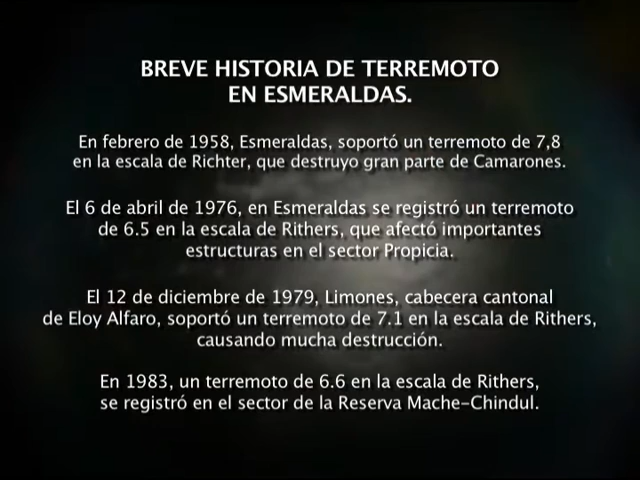 BREVE HISTORIA DE TERREMOTO
EN ESMERALDAS.
En febrero de 1958, Esmeraldas, soportó un terremoto de 7,8
en la escala de Richter, que destruyo gran parte de Camarones.
El 6 de abril de 1976, en Esmeraldas se registró un terremoto
de 6.5 en la escala de Rithers, que afectó importantes
estructuras en el sector Propicia.
El 12 de diciembre de 1979, Limones, cabecera cantonal
de Eloy Alfaro, soportó un terremoto de 7.1 en la escala de Rithers,
causando mucha destrucción.
En 1983, un terremoto de 6.6 en la escala de Rithers,
se registró en el sector de la Reserva Mache-Chindul.